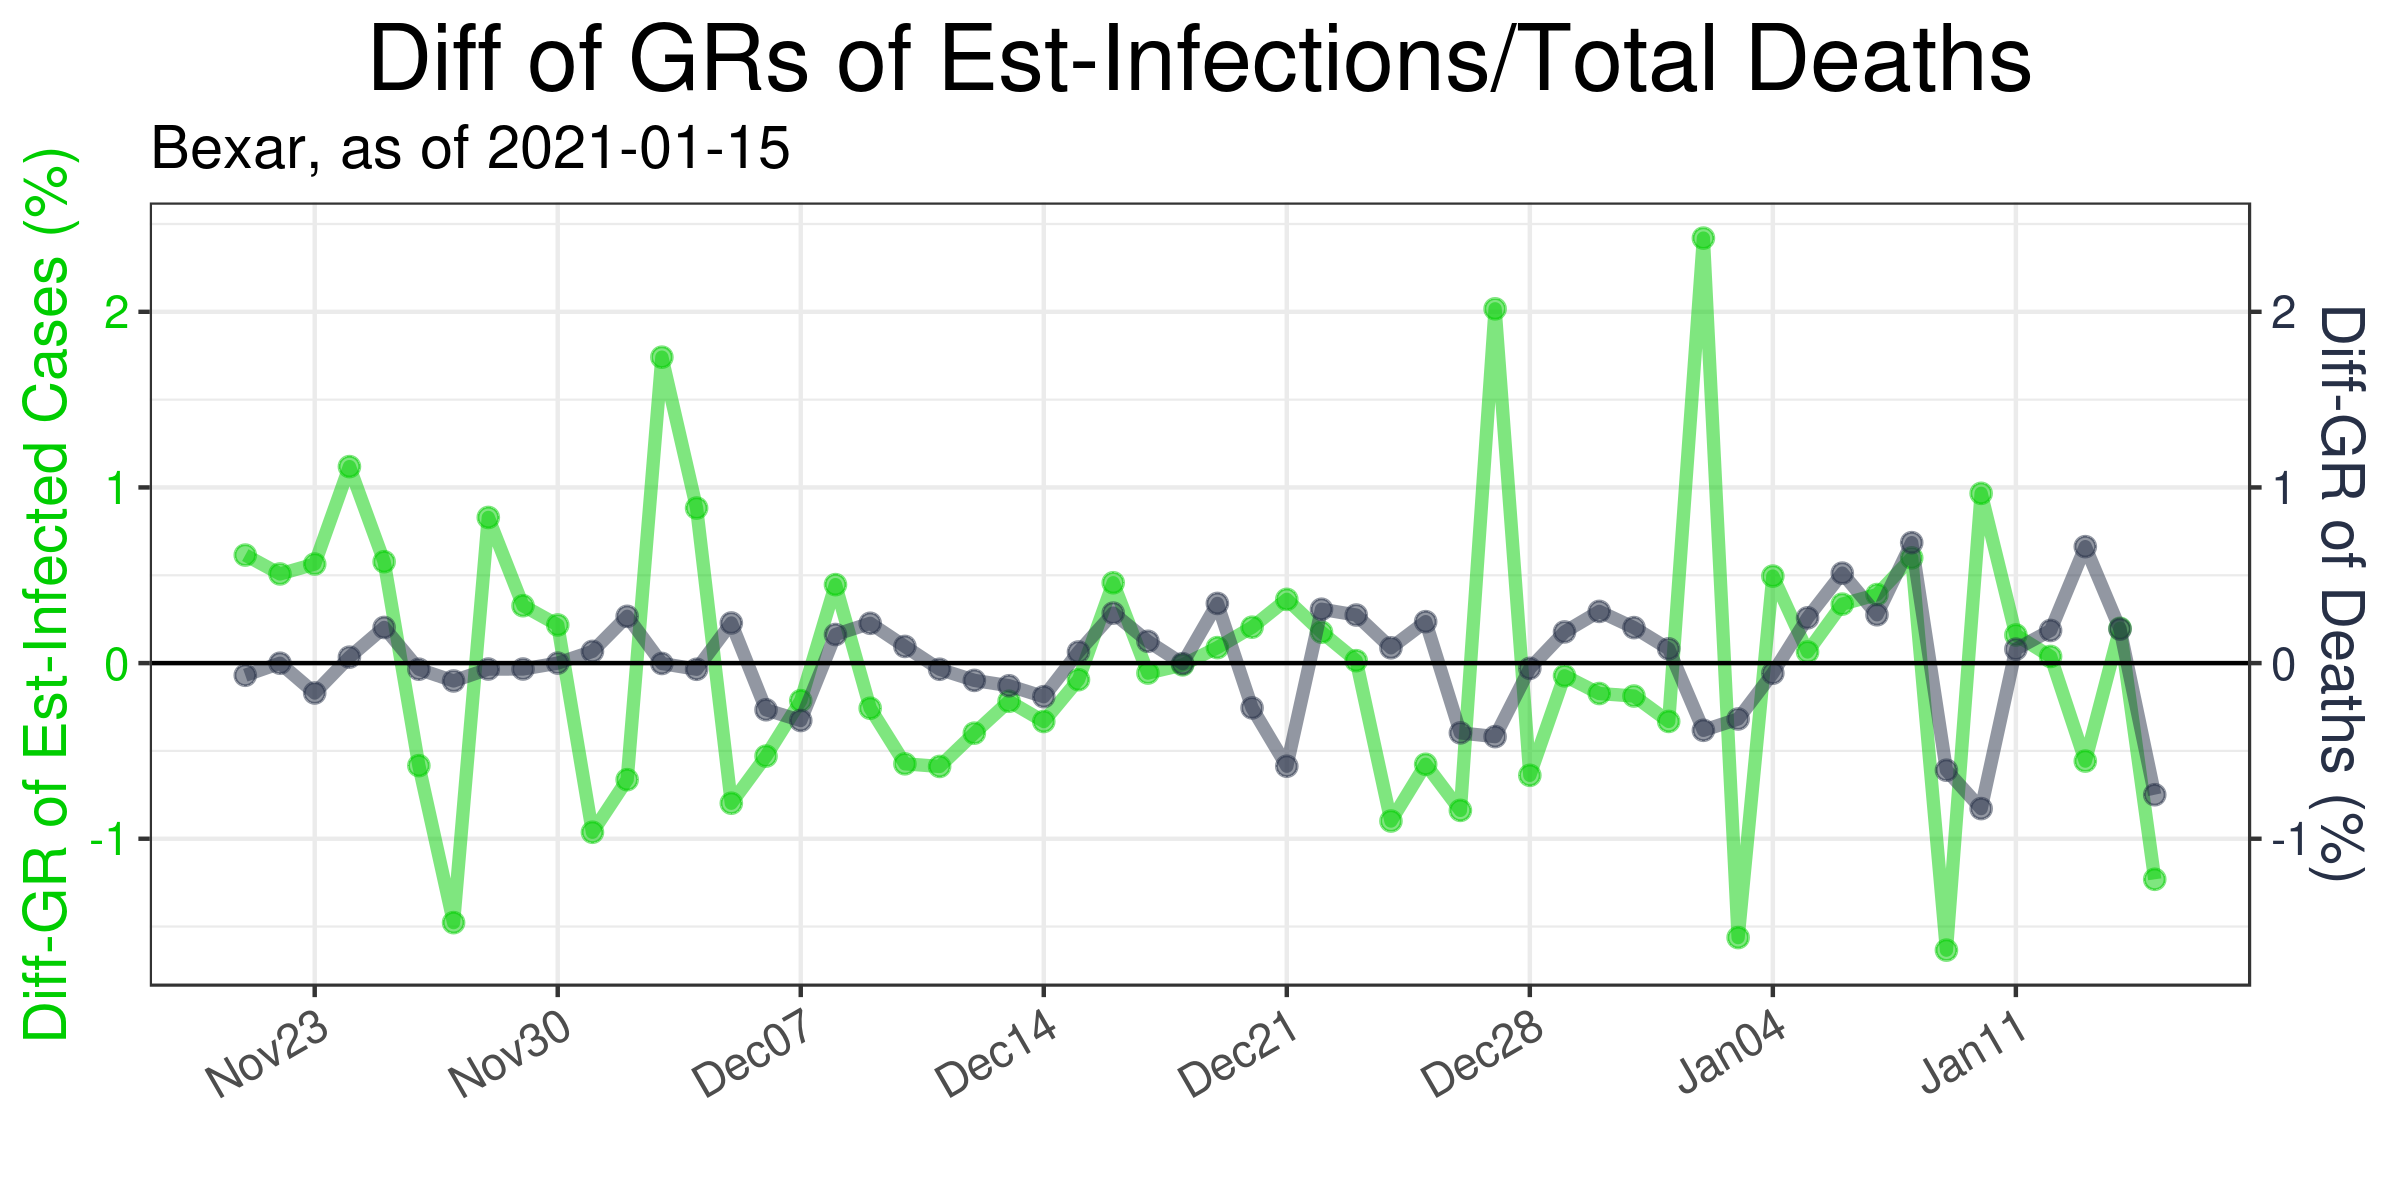 Diff of GRs of Est-Infections/Total Deaths
Bexar, as of 2021-01-15
Diff-GR of Est-Infected Cases (%)
2
1
0
-1
2
1
0
-1
Diff-GR of Deaths (%)
Nov23
Nov30
Dec07
Dec14
Dec21
Dec28
Jan04
Jan11